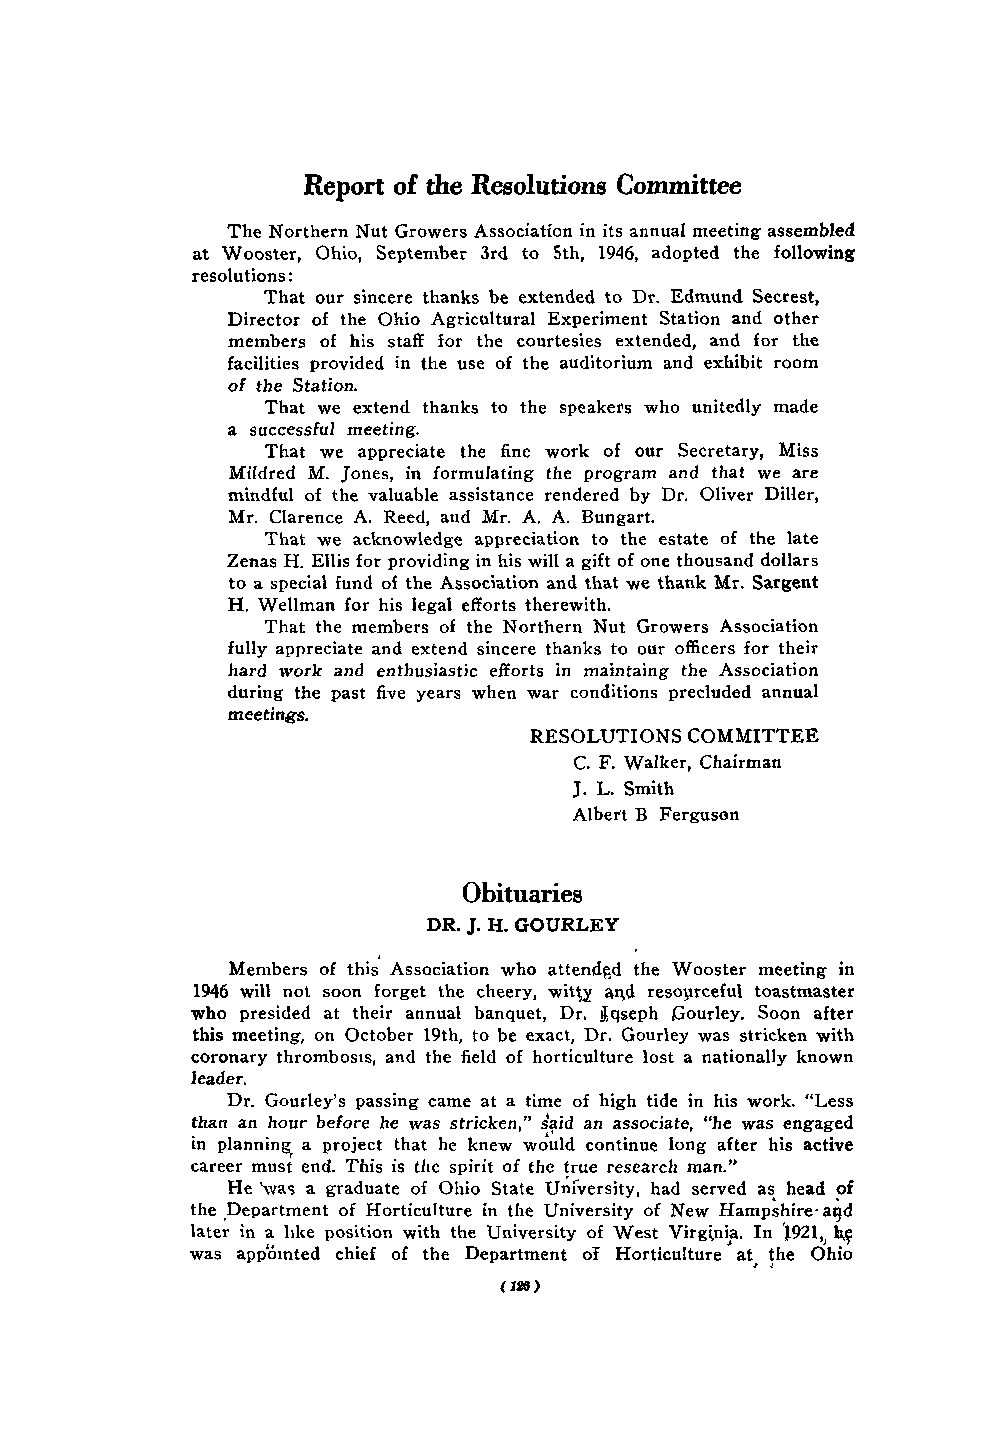 Report of the Resolutions Committee
The Northern Nut Growers Association in its annual meeting assembled
at Wooster, Ohio, September 3rd to 5th, 1946, adopted the following
resolutions:
That our sincere thanks be extended to Dr. Edmund Secrest,
Director of the Ohio Agricultural Experiment Station and other
members of his staff for the courtesies extended, and for the
facilities provided in the use of the auditorium and exhibit room
of the Station.
That we extend thanks to the speakers who unitedly made
a successful meeting.
That we appreciate the fine work of our Secretary, Miss
Mildred M. Jones, in formulating the program and that we are
mindful of the valuable assistance rendered by Dr. Oliver Diller,
Mr. Clarence A. Reed, and Mr. A. A. Bungart.
That we acknowledge appreciation to the estate of the late
Zenas H. Ellis for providing in his will a gift of one thousand dollars
to a special fund of the Association and that we thank Mr. Sargent
H. Wellman for his legal efforts therewith.
That the members of the Northern Nut Growers Association
fully appreciate and extend sincere thanks to our officers for their
hard work and enthusiastic efforts in maintaing the Association
during the past five years when war conditions precluded annual
meetings.
RESOLUTIONS COMMITTEE
C. F. Walker, Chairman
J. L. Smith
Albert B Ferguson
Obituaries
DR. J. H. GOURLEY
Members of this Association who attended the Wooster meeting in
1946 will not soon forget the cheery, witty and resourceful toastmaster
who presided at their annual banquet, Dr. Joseph Gourley. Soon after
this meeting, on October 19th, to be exact, Dr. Gourley was stricken with
coronary thrombosis, and the field of horticulture lost a nationally known
leader.
Dr. Gourley's passing came at a time of high tide in his work. "Less
than an hour before he was stricken," said an associate, "he was engaged
in planning a project that he knew would continue long after his active
career must end. This is the spirit of the true research man."
He was a graduate of Ohio State University, had served as head of
the Department of Horticulture in the University of New Hampshire and
later in a like position with the University of West Virginia. In 1921, he
was appointed chief of the Department of Horticulture at the Ohio
(126)